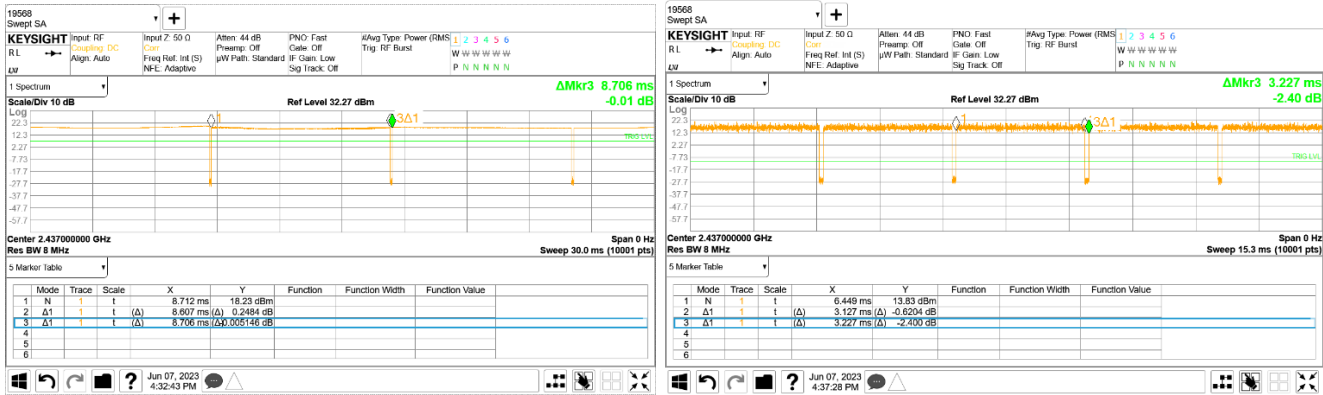 19568
Swept SA
KEYSIGHT Input: RF Input Z: 50 Ω Atten: 44 dB PNO: Fast #Avg Type: Power (RMS 1 2 3 4 5 6
RL Coupling: DC Corr Preamp: Off Gate: Off Trig: RF Burst W W W W W W
Align: Auto Freq Ref: Int (S) µW Path: Standard IF Gain: Low
LXI NFE: Adaptive Sig Track: Off P N N N N N
1 Spectrum ΔMkr3 8.706 ms
Scale/Div 10 dB Ref Level 32.27 dBm -0.01 dB
Log
22.3 1 3Δ1
12.3 TRIG LVL
2.27
-7.73
-17.7
-27.7
-37.7
-47.7
-57.7
Center 2.437000000 GHz Span 0 Hz
Res BW 8 MHz Sweep 30.0 ms (10001 pts)
5 Marker Table
Mode Trace Scale X Y Function Function Width Function Value
1 N 1 t 8.712 ms 18.23 dBm
2 Δ1 1 t (Δ) 8.607 ms (Δ) 0.2484 dB
3 Δ1 1 t (Δ) 8.706 ms (Δ) -0.005146 dB
4
5
6
? Jun 07, 2023
4:32:43 PM
19568
Swept SA
KEYSIGHT Input: RF Input Z: 50 Ω Atten: 44 dB PNO: Fast #Avg Type: Power (RMS 1 2 3 4 5 6
RL Coupling: DC Corr Preamp: Off Gate: Off Trig: RF Burst W W W W W W
Align: Auto Freq Ref: Int (S) µW Path: Standard IF Gain: Low
LXI NFE: Adaptive Sig Track: Off P N N N N N
1 Spectrum ΔMkr3 3.227 ms
Scale/Div 10 dB Ref Level 32.27 dBm -2.40 dB
Log
22.3 1 3Δ1
12.3
2.27
-7.73 TRIG LVL
-17.7
-27.7
-37.7
-47.7
-57.7
Center 2.437000000 GHz Span 0 Hz
Res BW 8 MHz Sweep 15.3 ms (10001 pts)
5 Marker Table
Mode Trace Scale X Y Function Function Width Function Value
1 N 1 t 6.449 ms 13.83 dBm
2 Δ1 1 t (Δ) 3.127 ms (Δ) -0.6204 dB
3 Δ1 1 t (Δ) 3.227 ms (Δ) -2.400 dB
4
5
6
? Jun 07, 2023
4:37:28 PM